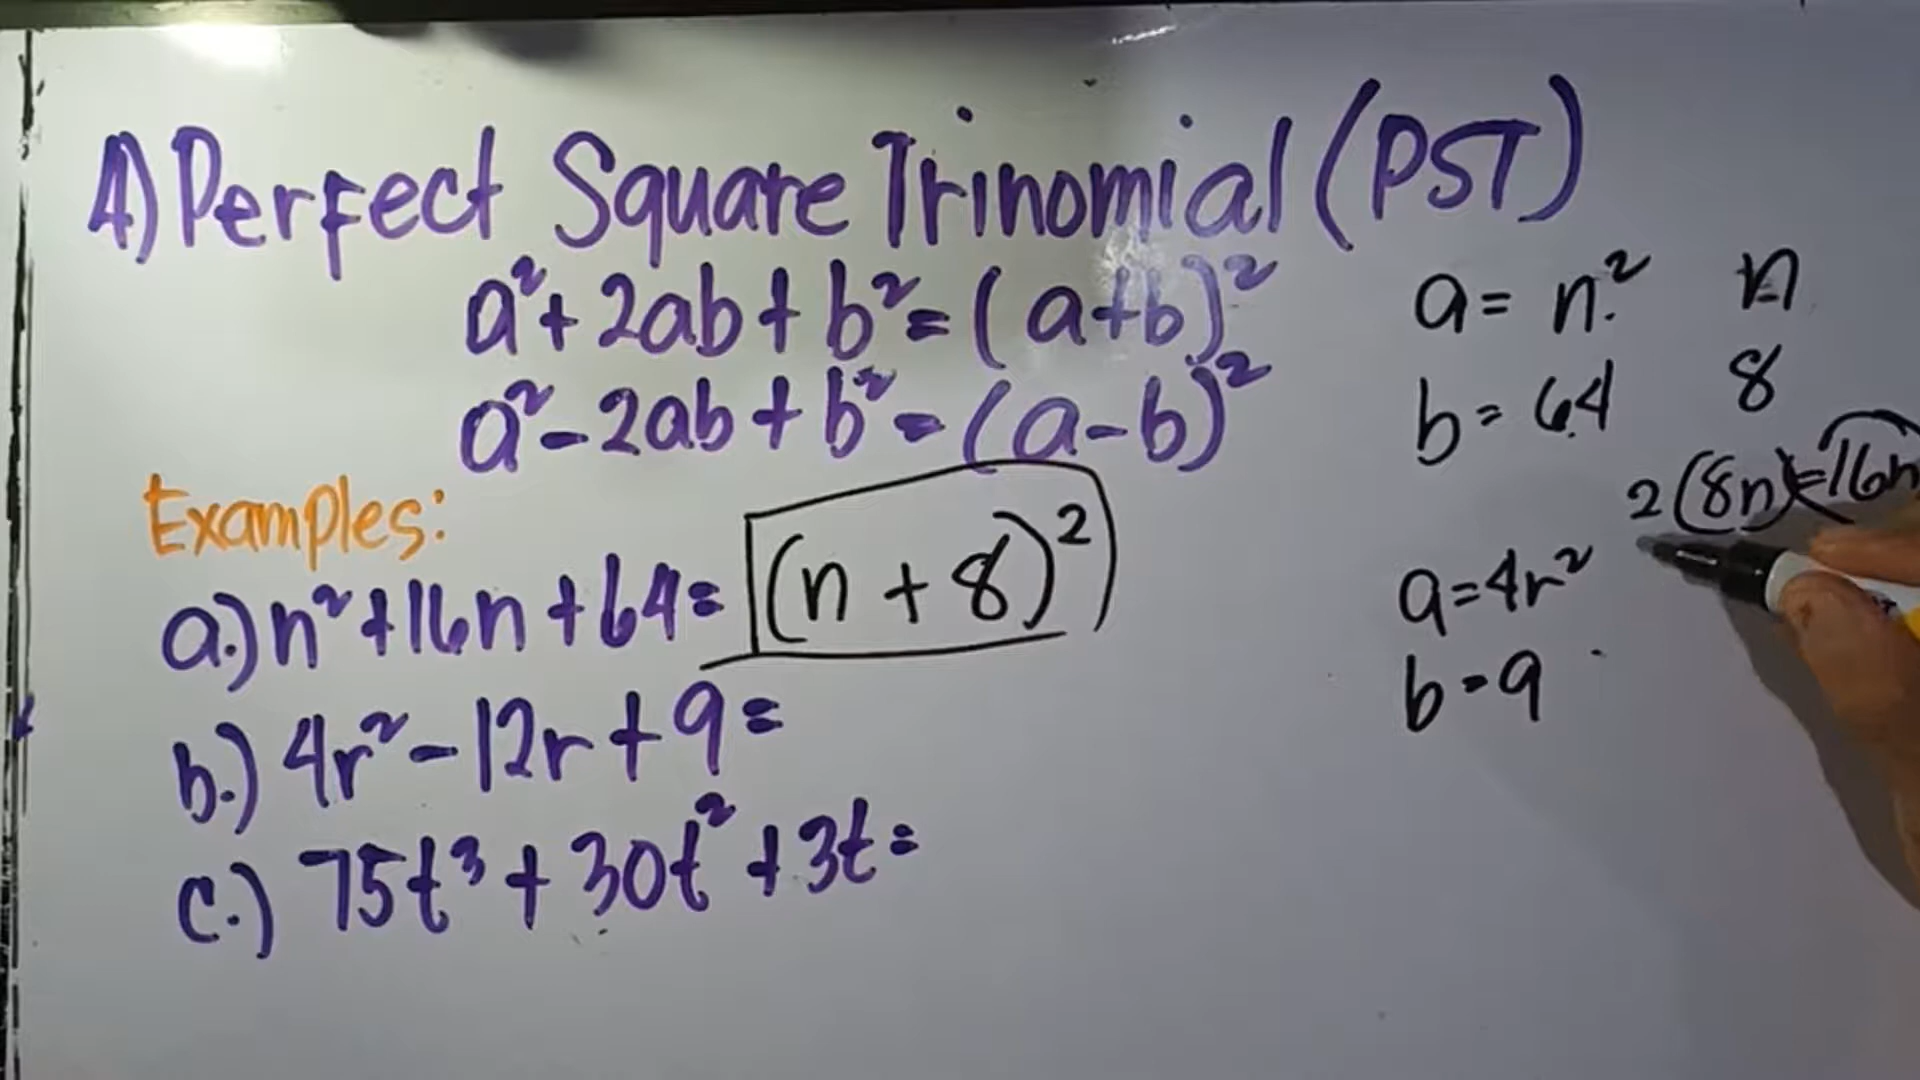 4) Perfect Square Trinomial (PST)
a² + 2ab + b² = (a+b)²
a² - 2ab + b² = (a-b)²
Examples:
a.) n² + 16n + 64 = (n + 8)²
b.) 4r² - 12r + 9 =
c.) 75t³ + 30t² + 3t =
a = n² n
b = 64 8
2(8n) = 16n
a = 4r²
b = 9